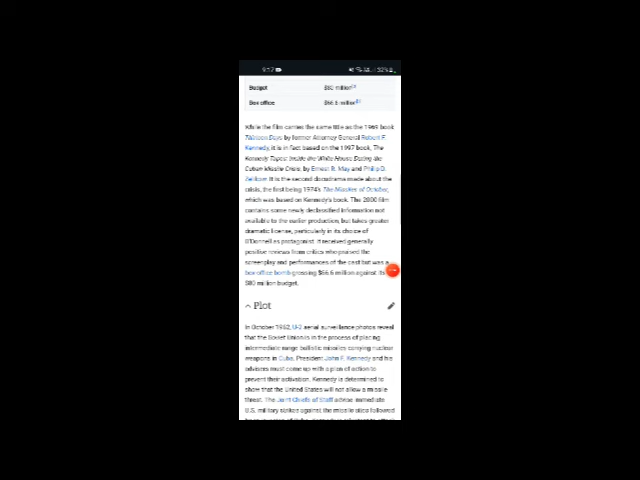 9:17
Budget $80 million[2]
Box office $66.6 million[1]
While the film carries the same title as the 1969 book
Thirteen Days by former Attorney General Robert F.
Kennedy, it is in fact based on the 1997 book, The
Kennedy Tapes: Inside the White House During the
Cuban Missile Crisis, by Ernest R. May and Philip D.
Zelikow. It is the second docudrama made about the
crisis, the first being 1974's The Missiles of October,
which was based on Kennedy's book. The 2000 film
contains some newly declassified information not
available to the earlier production, but takes greater
dramatic license, particularly in its choice of
O'Donnell as protagonist. It received generally
positive reviews from critics who praised the
screenplay and performances of the cast but was a
box-office bomb grossing $66.6 million against its
$80 million budget.
Plot
In October 1962, U-2 aerial surveillance photos reveal
that the Soviet Union is in the process of placing
intermediate-range ballistic missiles carrying nuclear
weapons in Cuba. President John F. Kennedy and his
advisers must come up with a plan of action to
prevent their activation. Kennedy is determined to
show that the United States will not allow a missile
threat. The Joint Chiefs of Staff advise immediate
U.S. military strikes against the missile sites followed